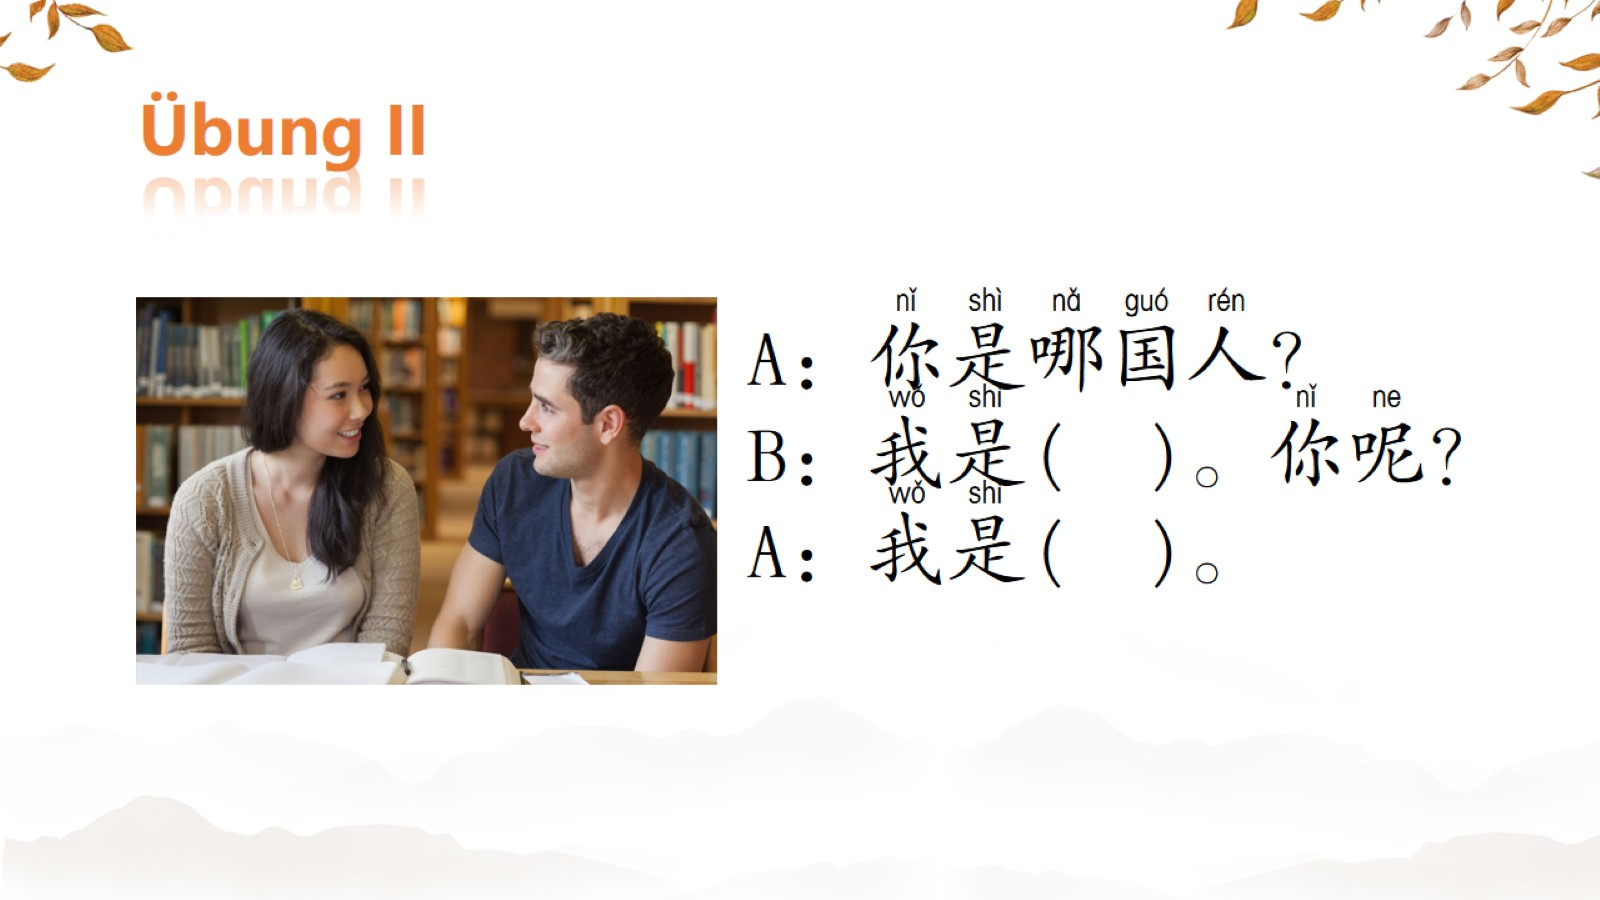 Übung II
nǐ shì nǎ guó rén
A：你是哪国人？
wǒ shì nǐ ne
B：我是(  )。你呢？
wǒ shì
A：我是(  )。